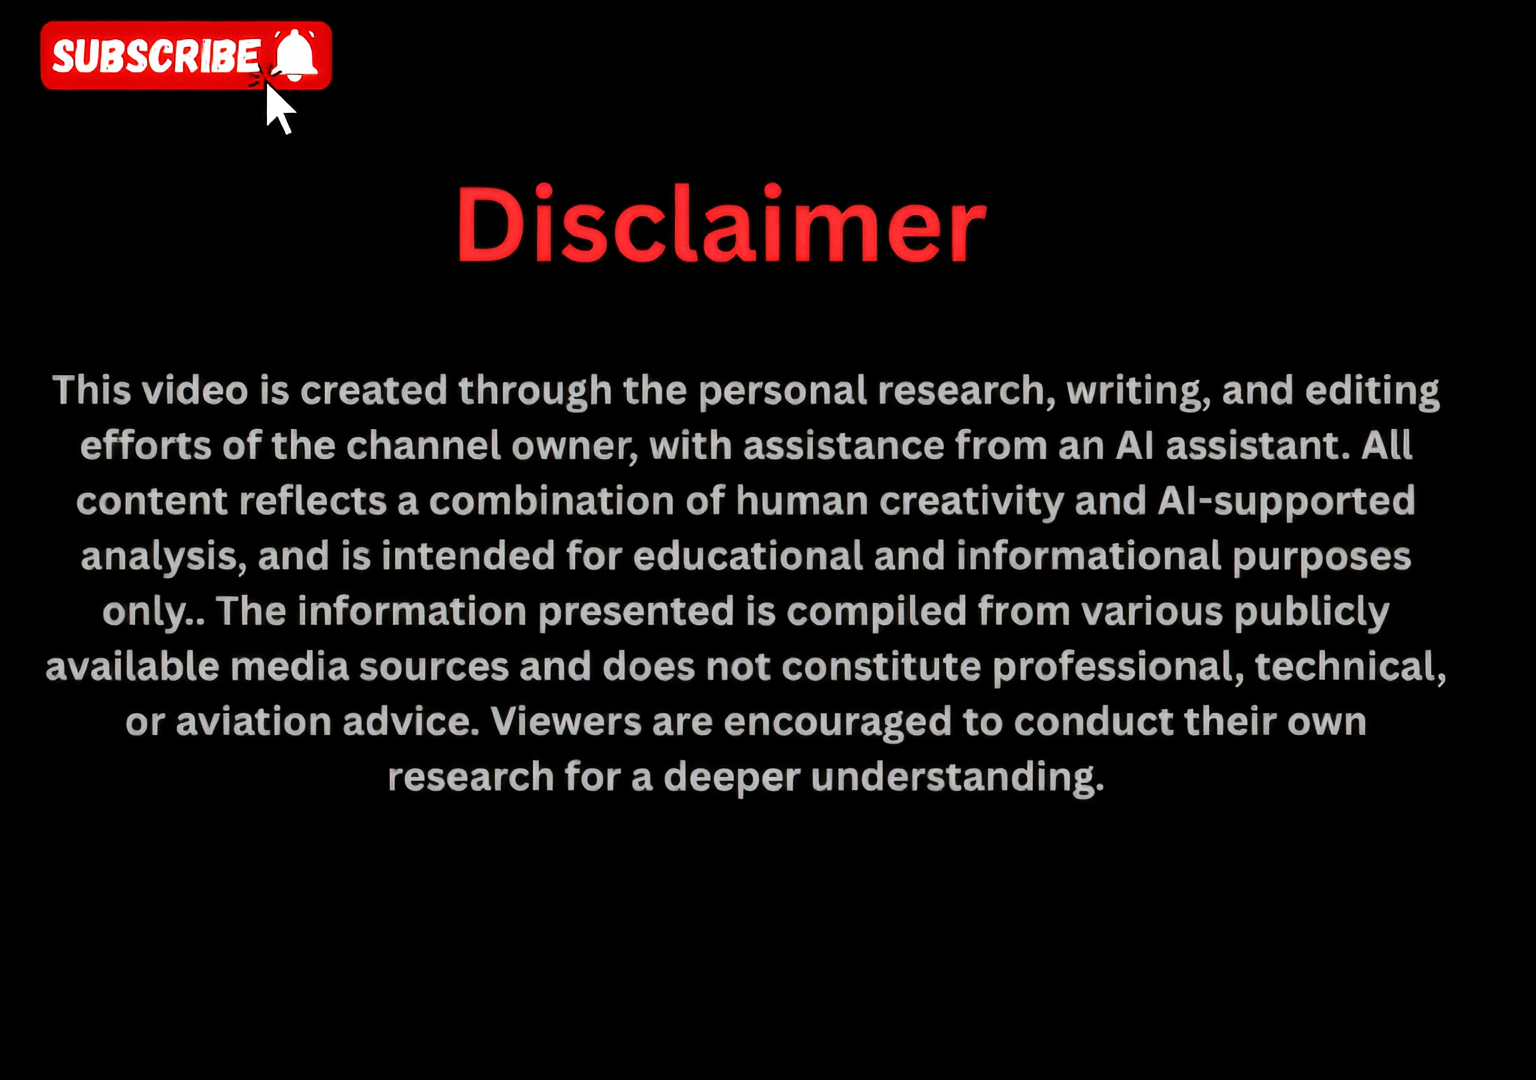 SUBSCRIBE
Disclaimer
This video is created through the personal research, writing, and editing
efforts of the channel owner, with assistance from an AI assistant. All
content reflects a combination of human creativity and AI-supported
analysis, and is intended for educational and informational purposes
only.. The information presented is compiled from various publicly
available media sources and does not constitute professional, technical,
or aviation advice. Viewers are encouraged to conduct their own
research for a deeper understanding.